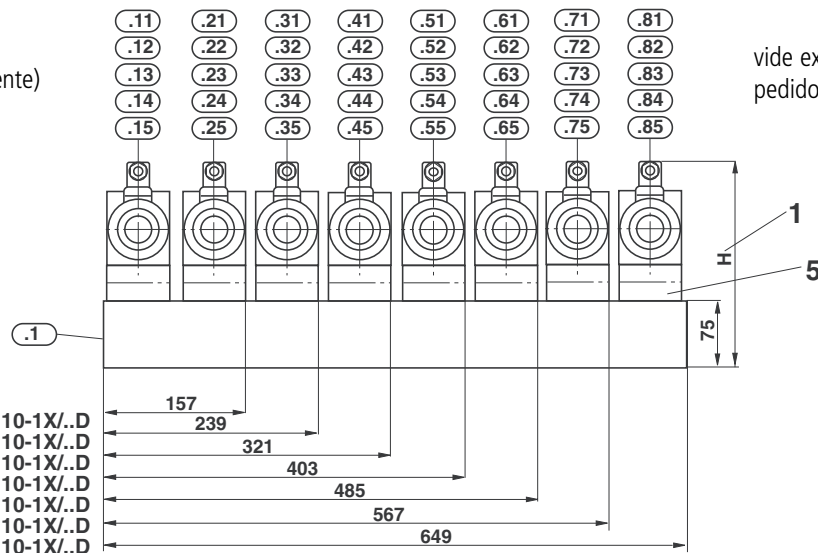 .11 .21 .31 .41 .51 .61 .71 .81
.12 .22 .32 .42 .52 .62 .72 .82
.13 .23 .33 .43 .53 .63 .73 .83
.14 .24 .34 .44 .54 .64 .74 .84
.15 .25 .35 .45 .55 .65 .75 .85
ente)
vide ex
pedido
1
H
5
75
.1
157
10-1X/..D
239
10-1X/..D
321
10-1X/..D
403
10-1X/..D
485
10-1X/..D
567
10-1X/..D
649
10-1X/..D